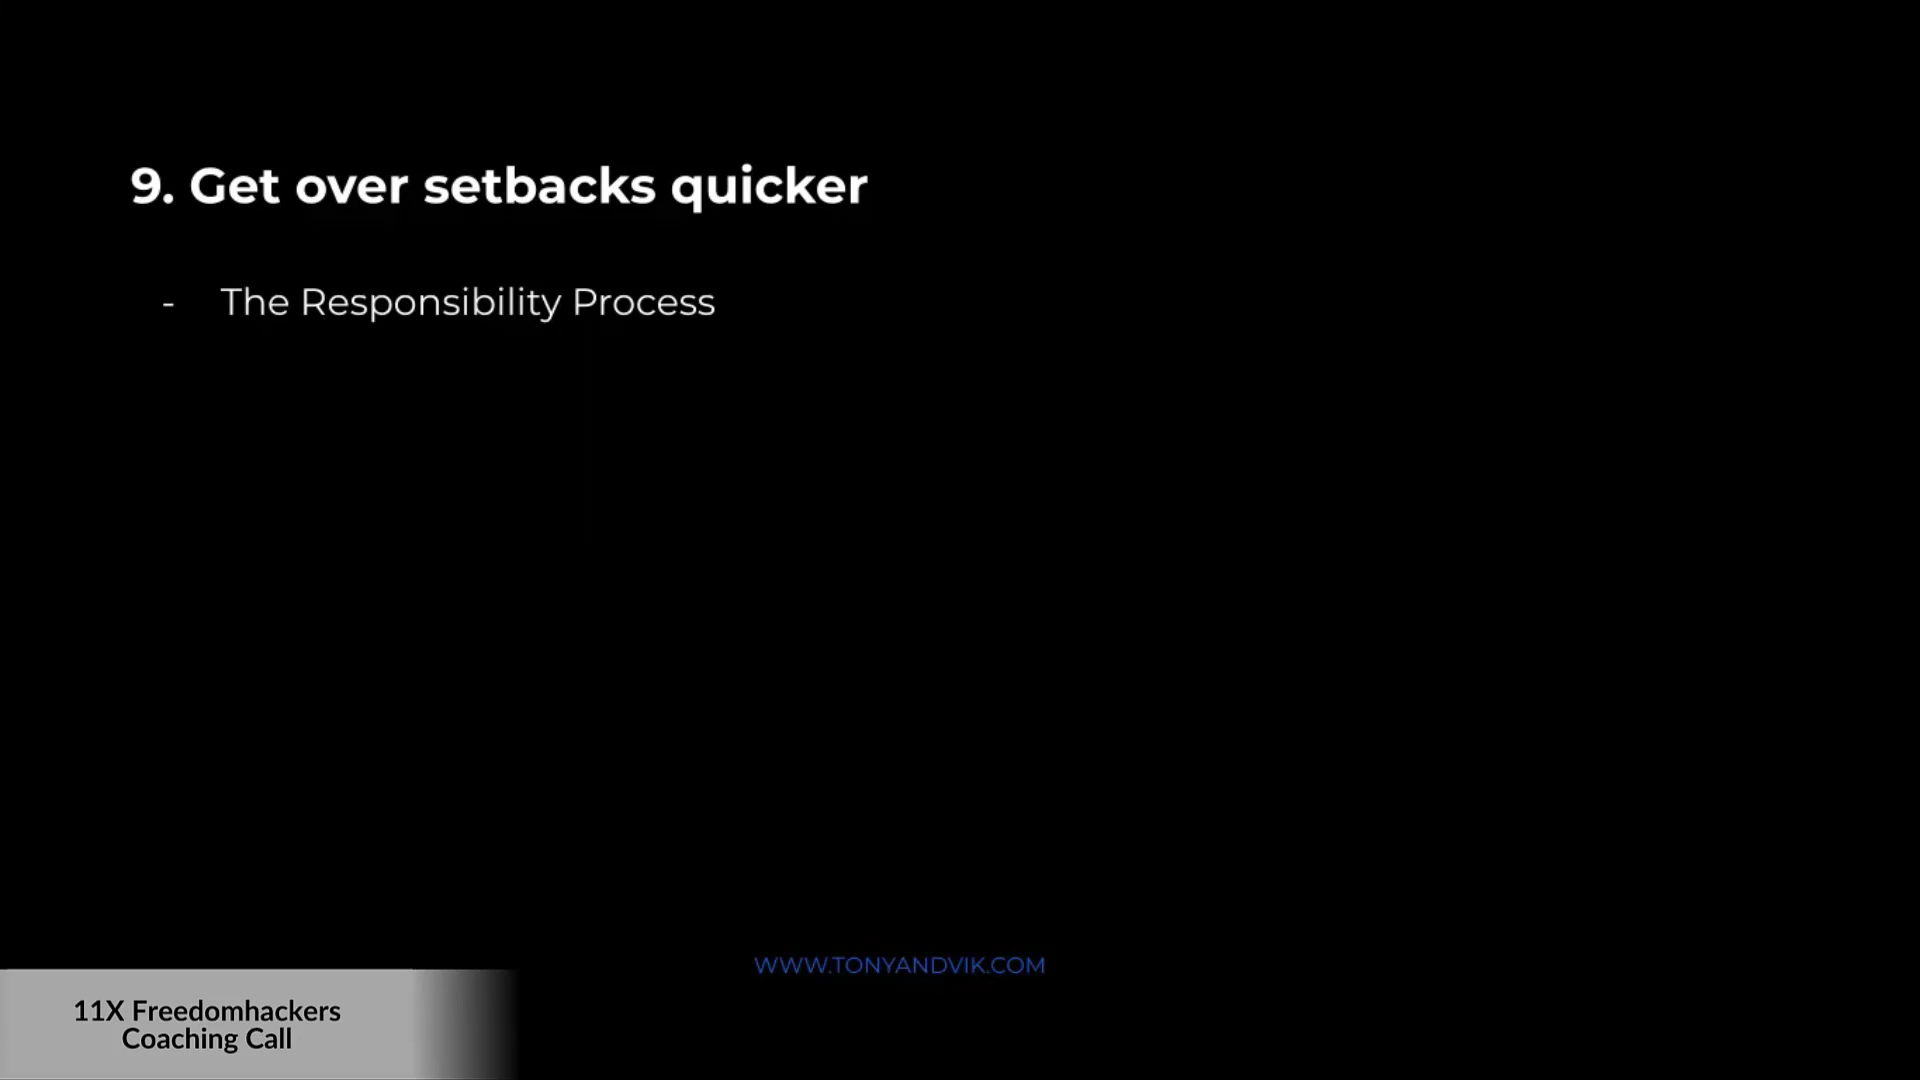 9. Get over setbacks quicker
- The Responsibility Process
WWW.TONYANDVIK.COM
11X Freedomhackers
Coaching Call